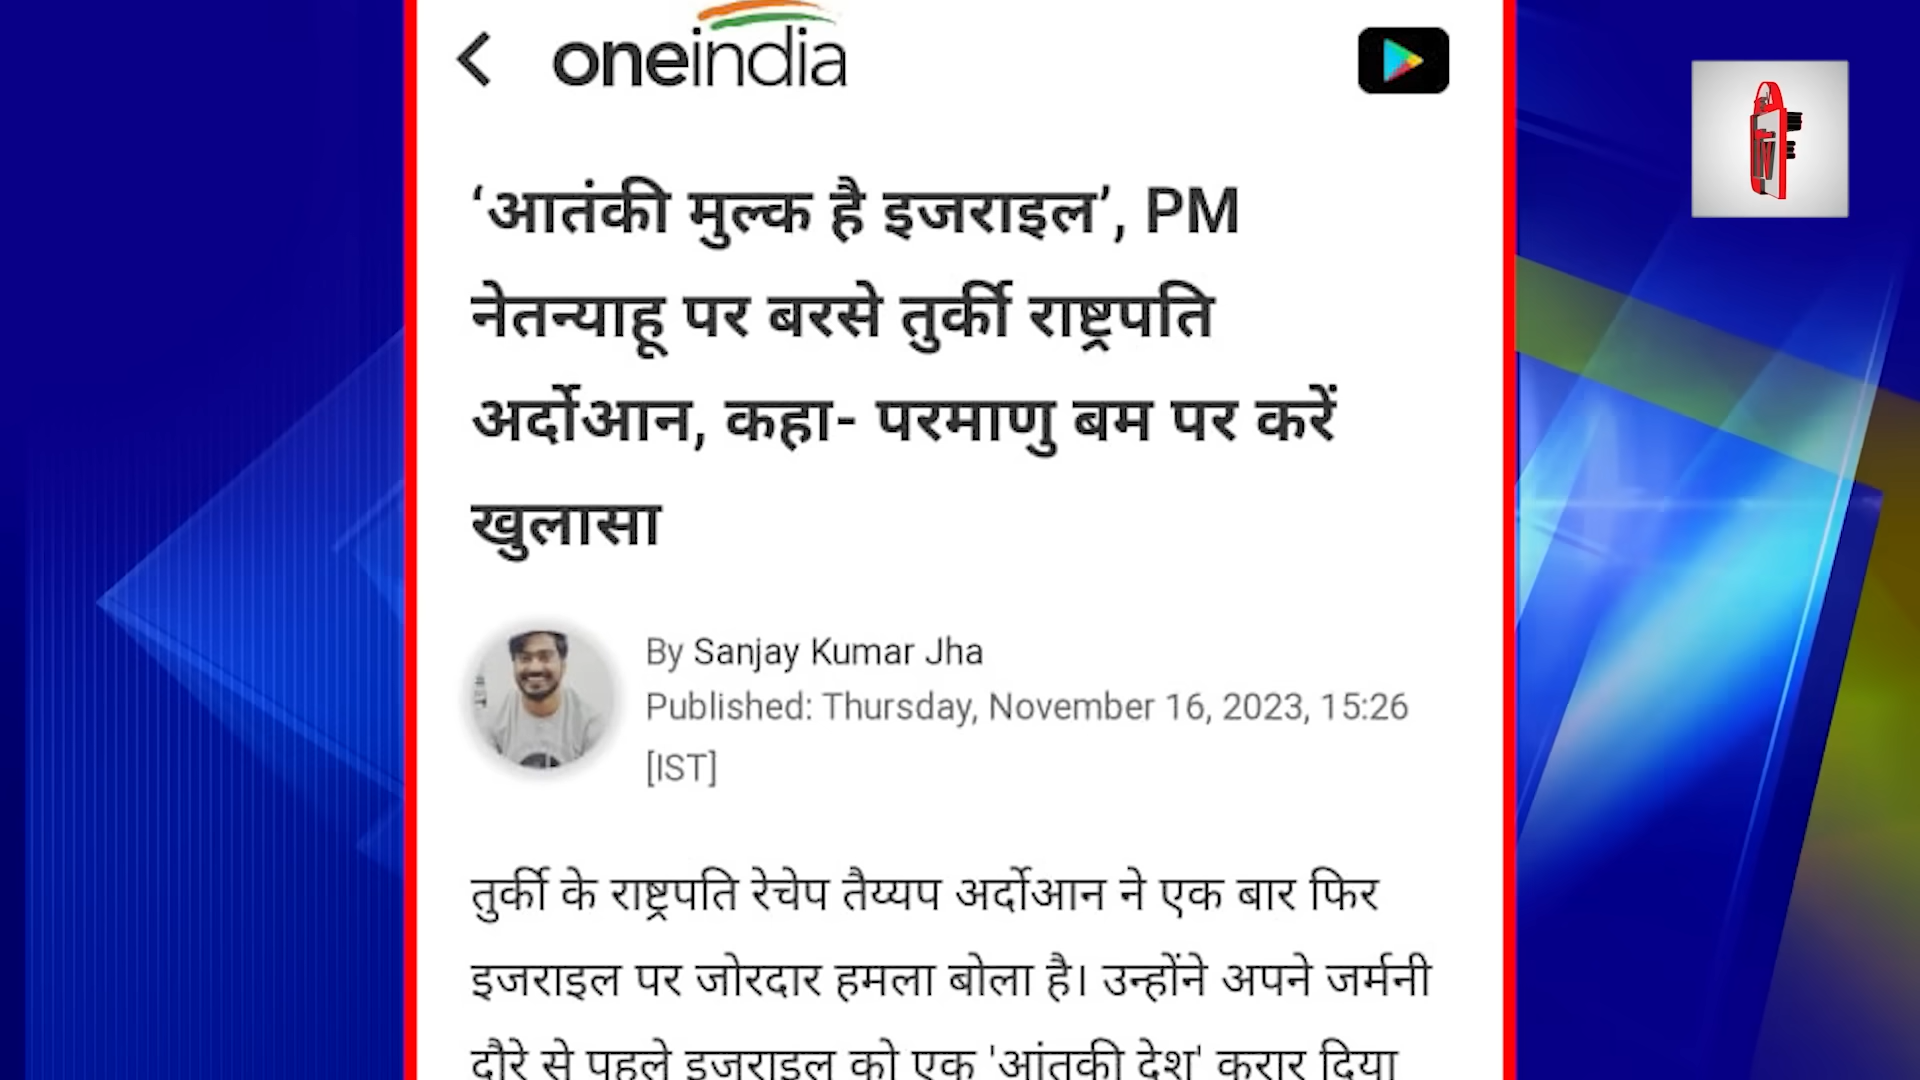 oneindia
‘आतंकी मुल्क है इजराइल’, PM
नेतन्याहू पर बरसे तुर्की राष्ट्रपति
अर्दोआन, कहा- परमाणु बम पर करें
खुलासा
By Sanjay Kumar Jha
Published: Thursday, November 16, 2023, 15:26
[IST]
तुर्की के राष्ट्रपति रेचेप तैय्यप अर्दोआन ने एक बार फिर
इजराइल पर जोरदार हमला बोला है। उन्होंने अपने जर्मनी
दौरे से पहले इजराइल को एक 'आंतकी देश' करार दिया